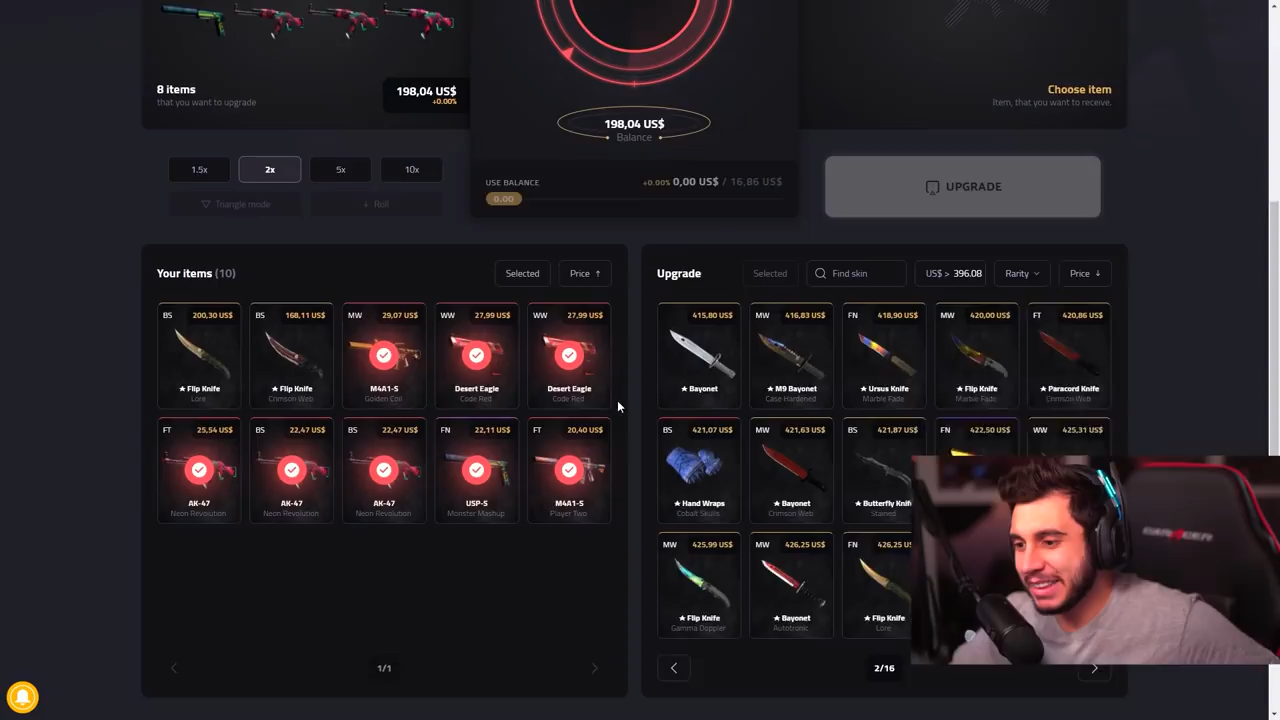 8 items
that you want to upgrade
198,04 US$
+0.00%
198,04 US$
Balance
Choose item
Item, that you want to receive.
1.5x
2x
5x
10x
Triangle mode
Roll
USE BALANCE
+0.00% 0,00 US$ / 16,86 US$
0.00
UPGRADE
Your items (10)
Selected
Price
BS 200,30 US$
★ Flip Knife
Lore
BS 168,11 US$
★ Flip Knife
Crimson Web
MW 29,07 US$
M4A1-S
Golden Coil
WW 27,99 US$
Desert Eagle
Code Red
WW 27,99 US$
Desert Eagle
Code Red
FT 25,54 US$
AK-47
Neon Revolution
BS 22,47 US$
AK-47
Neon Revolution
BS 22,47 US$
AK-47
Neon Revolution
FN 22,11 US$
USP-S
Monster Mashup
FT 20,40 US$
M4A1-S
Player Two
1/1
Upgrade
Selected
Find skin
US$ > 396.08
Rarity
Price
415,80 US$
★ Bayonet
MW 416,83 US$
★ M9 Bayonet
Case Hardened
FN 418,90 US$
★ Ursus Knife
Marble Fade
MW 420,00 US$
★ Flip Knife
Marble Fade
FT 420,86 US$
★ Paracord Knife
Crimson Web
BS 421,07 US$
★ Hand Wraps
Cobalt Skulls
MW 421,63 US$
★ Bayonet
Crimson Web
BS 421,87 US$
★ Butterfly Knife
Stained
FN 422,50 US$
WW 425,31 US$
MW 425,99 US$
★ Flip Knife
Gamma Doppler
MW 426,25 US$
★ Bayonet
Autotronic
FN 426,25 US$
★ Flip Knife
Lore
2/16